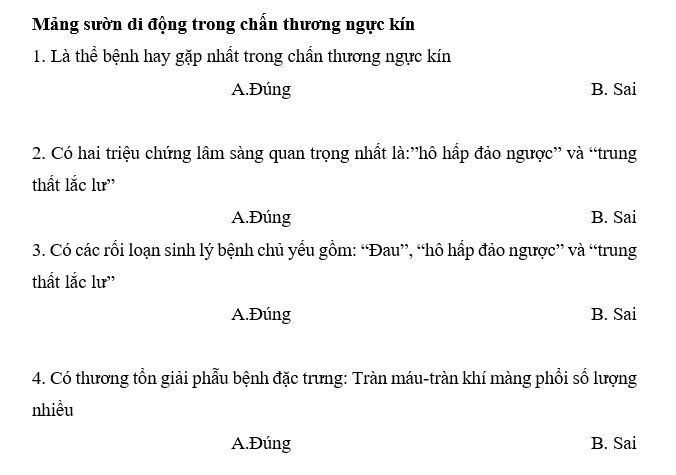 Mảng sườn di động trong chấn thương ngực kín
1. Là thể bệnh hay gặp nhất trong chấn thương ngực kín
A.Đúng B. Sai
2. Có hai triệu chứng lâm sàng quan trọng nhất là:”hô hấp đảo ngược” và “trung
thất lắc lư”
A.Đúng B. Sai
3. Có các rối loạn sinh lý bệnh chủ yếu gồm: “Đau”, “hô hấp đảo ngược” và “trung
thất lắc lư”
A.Đúng B. Sai
4. Có thương tổn giải phẫu bệnh đặc trưng: Tràn máu-tràn khí màng phổi số lượng
nhiều
A.Đúng B. Sai